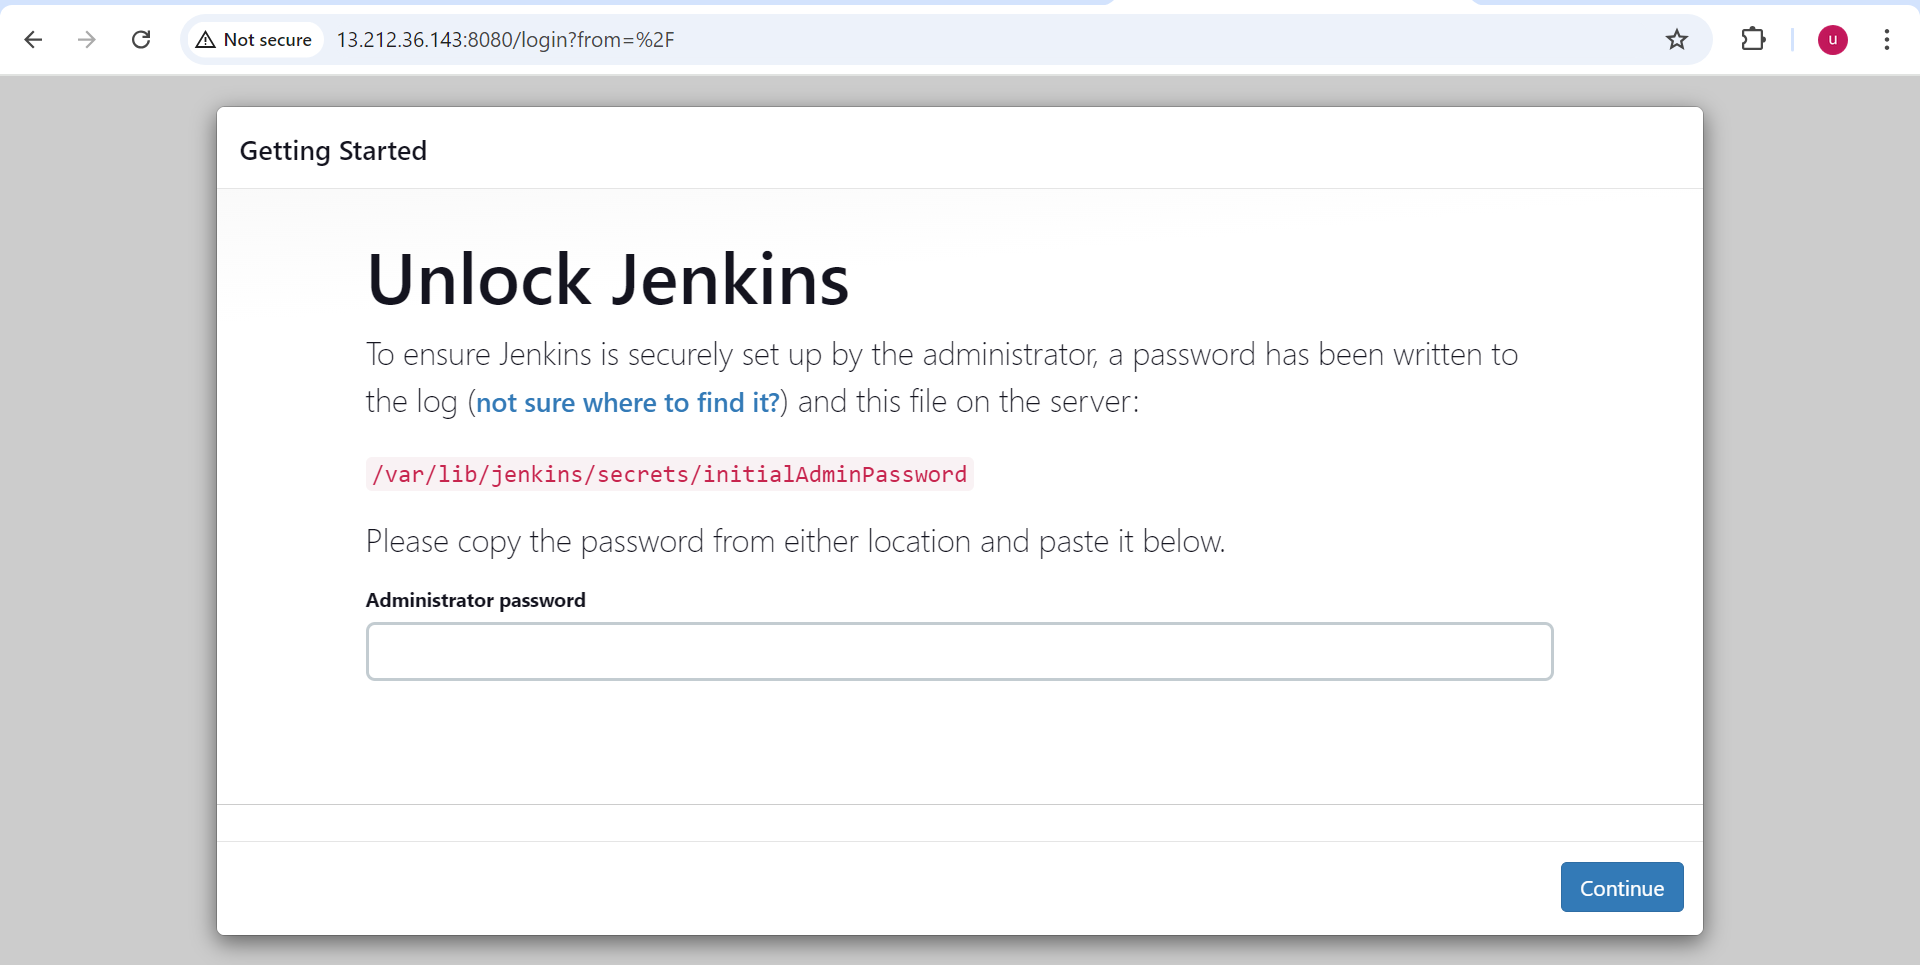 Not secure 13.212.36.143:8080/login?from=%2F
u
Getting Started
Unlock Jenkins
To ensure Jenkins is securely set up by the administrator, a password has been written to
the log (not sure where to find it?) and this file on the server:
/var/lib/jenkins/secrets/initialAdminPassword
Please copy the password from either location and paste it below.
Administrator password
Continue